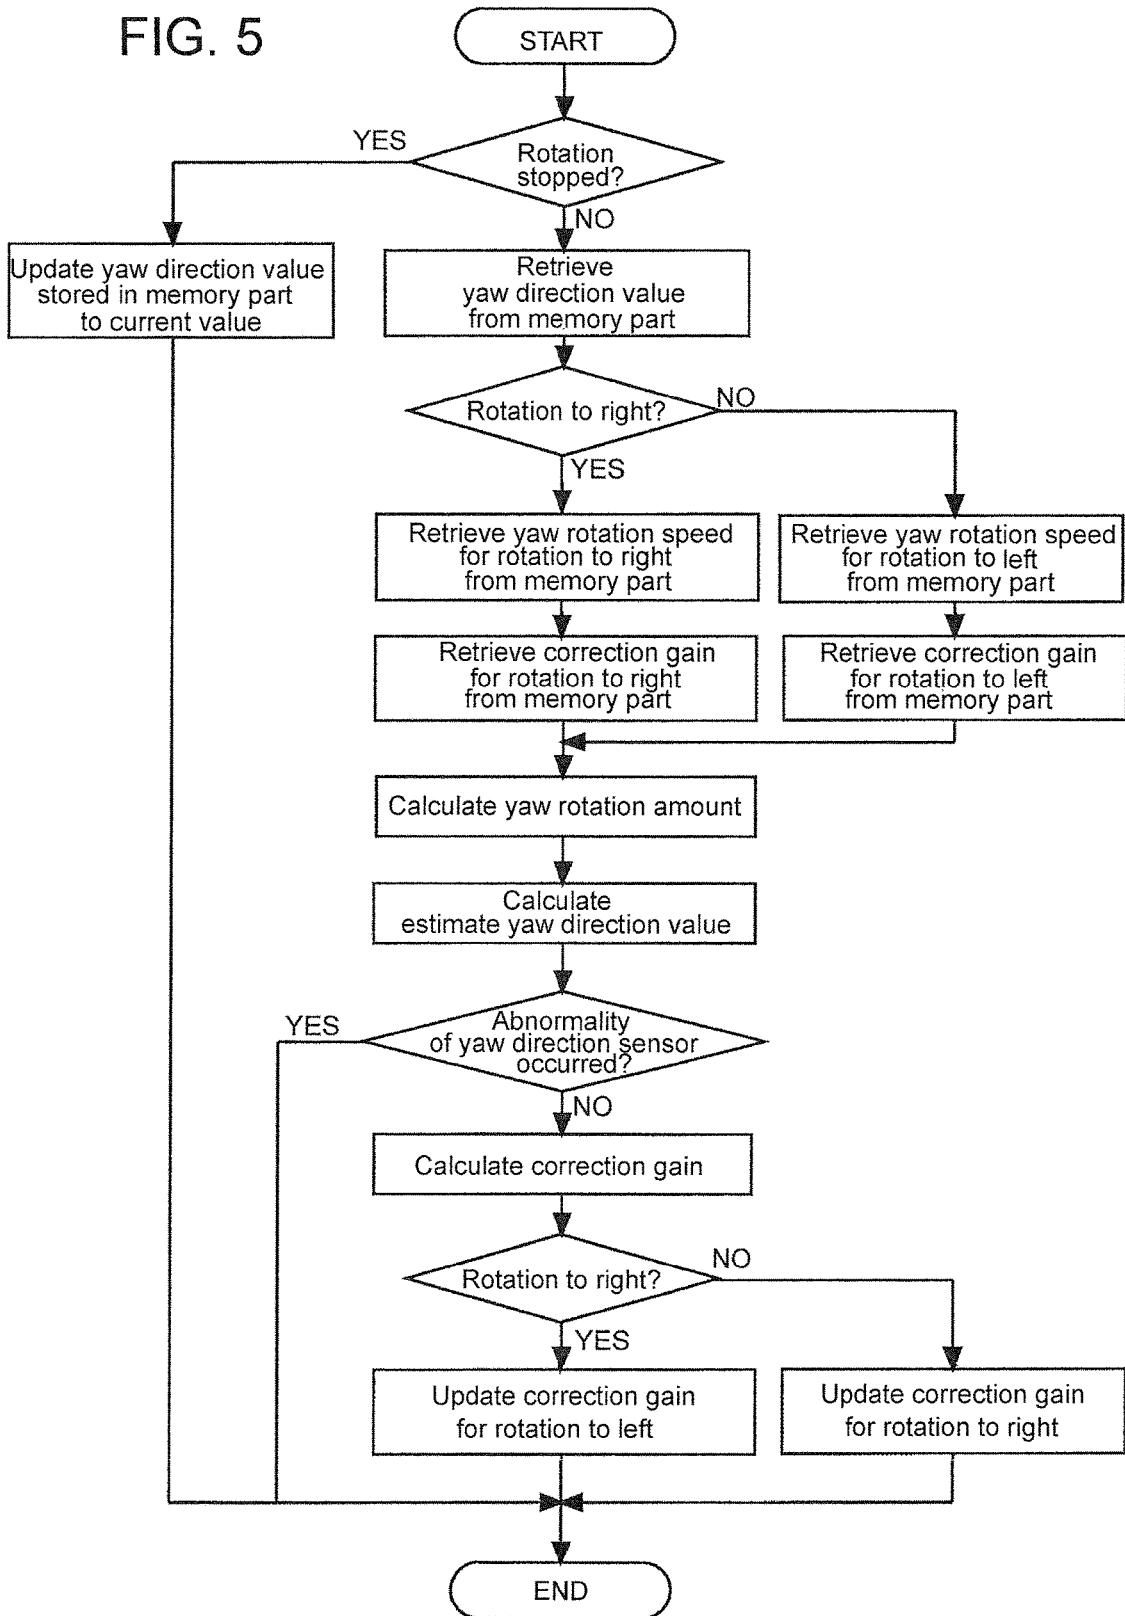 FIG. 5
START
YES
Rotation
stopped?
NO
Update yaw direction value
stored in memory part
to current value
Retrieve
yaw direction value
from memory part
Rotation to right?
NO
YES
Retrieve yaw rotation speed
for rotation to right
from memory part
Retrieve yaw rotation speed
for rotation to left
from memory part
Retrieve correction gain
for rotation to right
from memory part
Retrieve correction gain
for rotation to left
from memory part
Calculate yaw rotation amount
Calculate
estimate yaw direction value
YES
Abnormality
of yaw direction sensor
occurred?
NO
Calculate correction gain
Rotation to right?
NO
YES
Update correction gain
for rotation to left
Update correction gain
for rotation to right
END